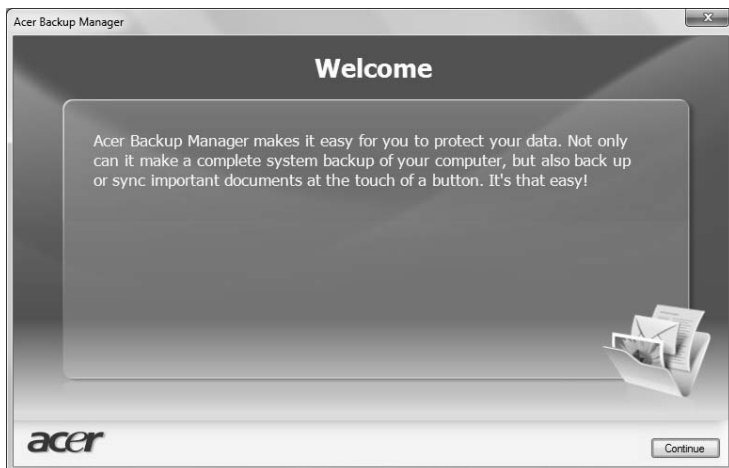 Acer Backup Manager
x
Welcome
Acer Backup Manager makes it easy for you to protect your data. Not only
can it make a complete system backup of your computer, but also back up
or sync important documents at the touch of a button. It's that easy!
acer
Continue